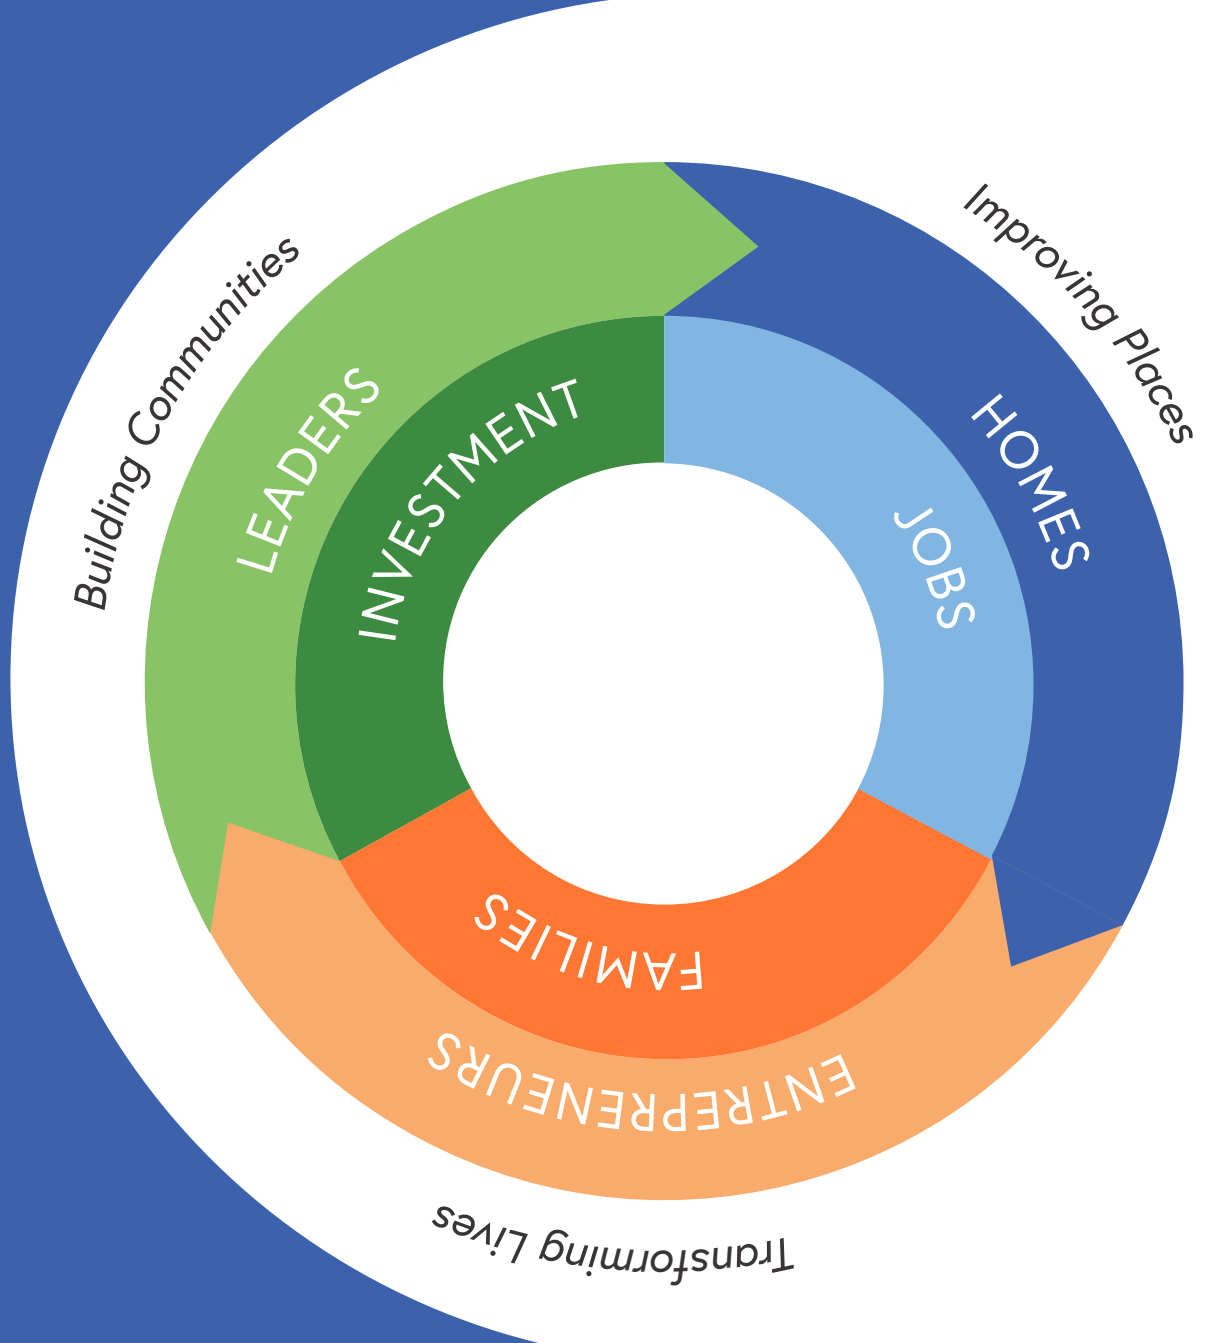 Building Communities
LEADERS
INVESTMENT
Improving Places
HOMES
JOBS
FAMILIES
ENTREPRENEURS
Transforming Lives